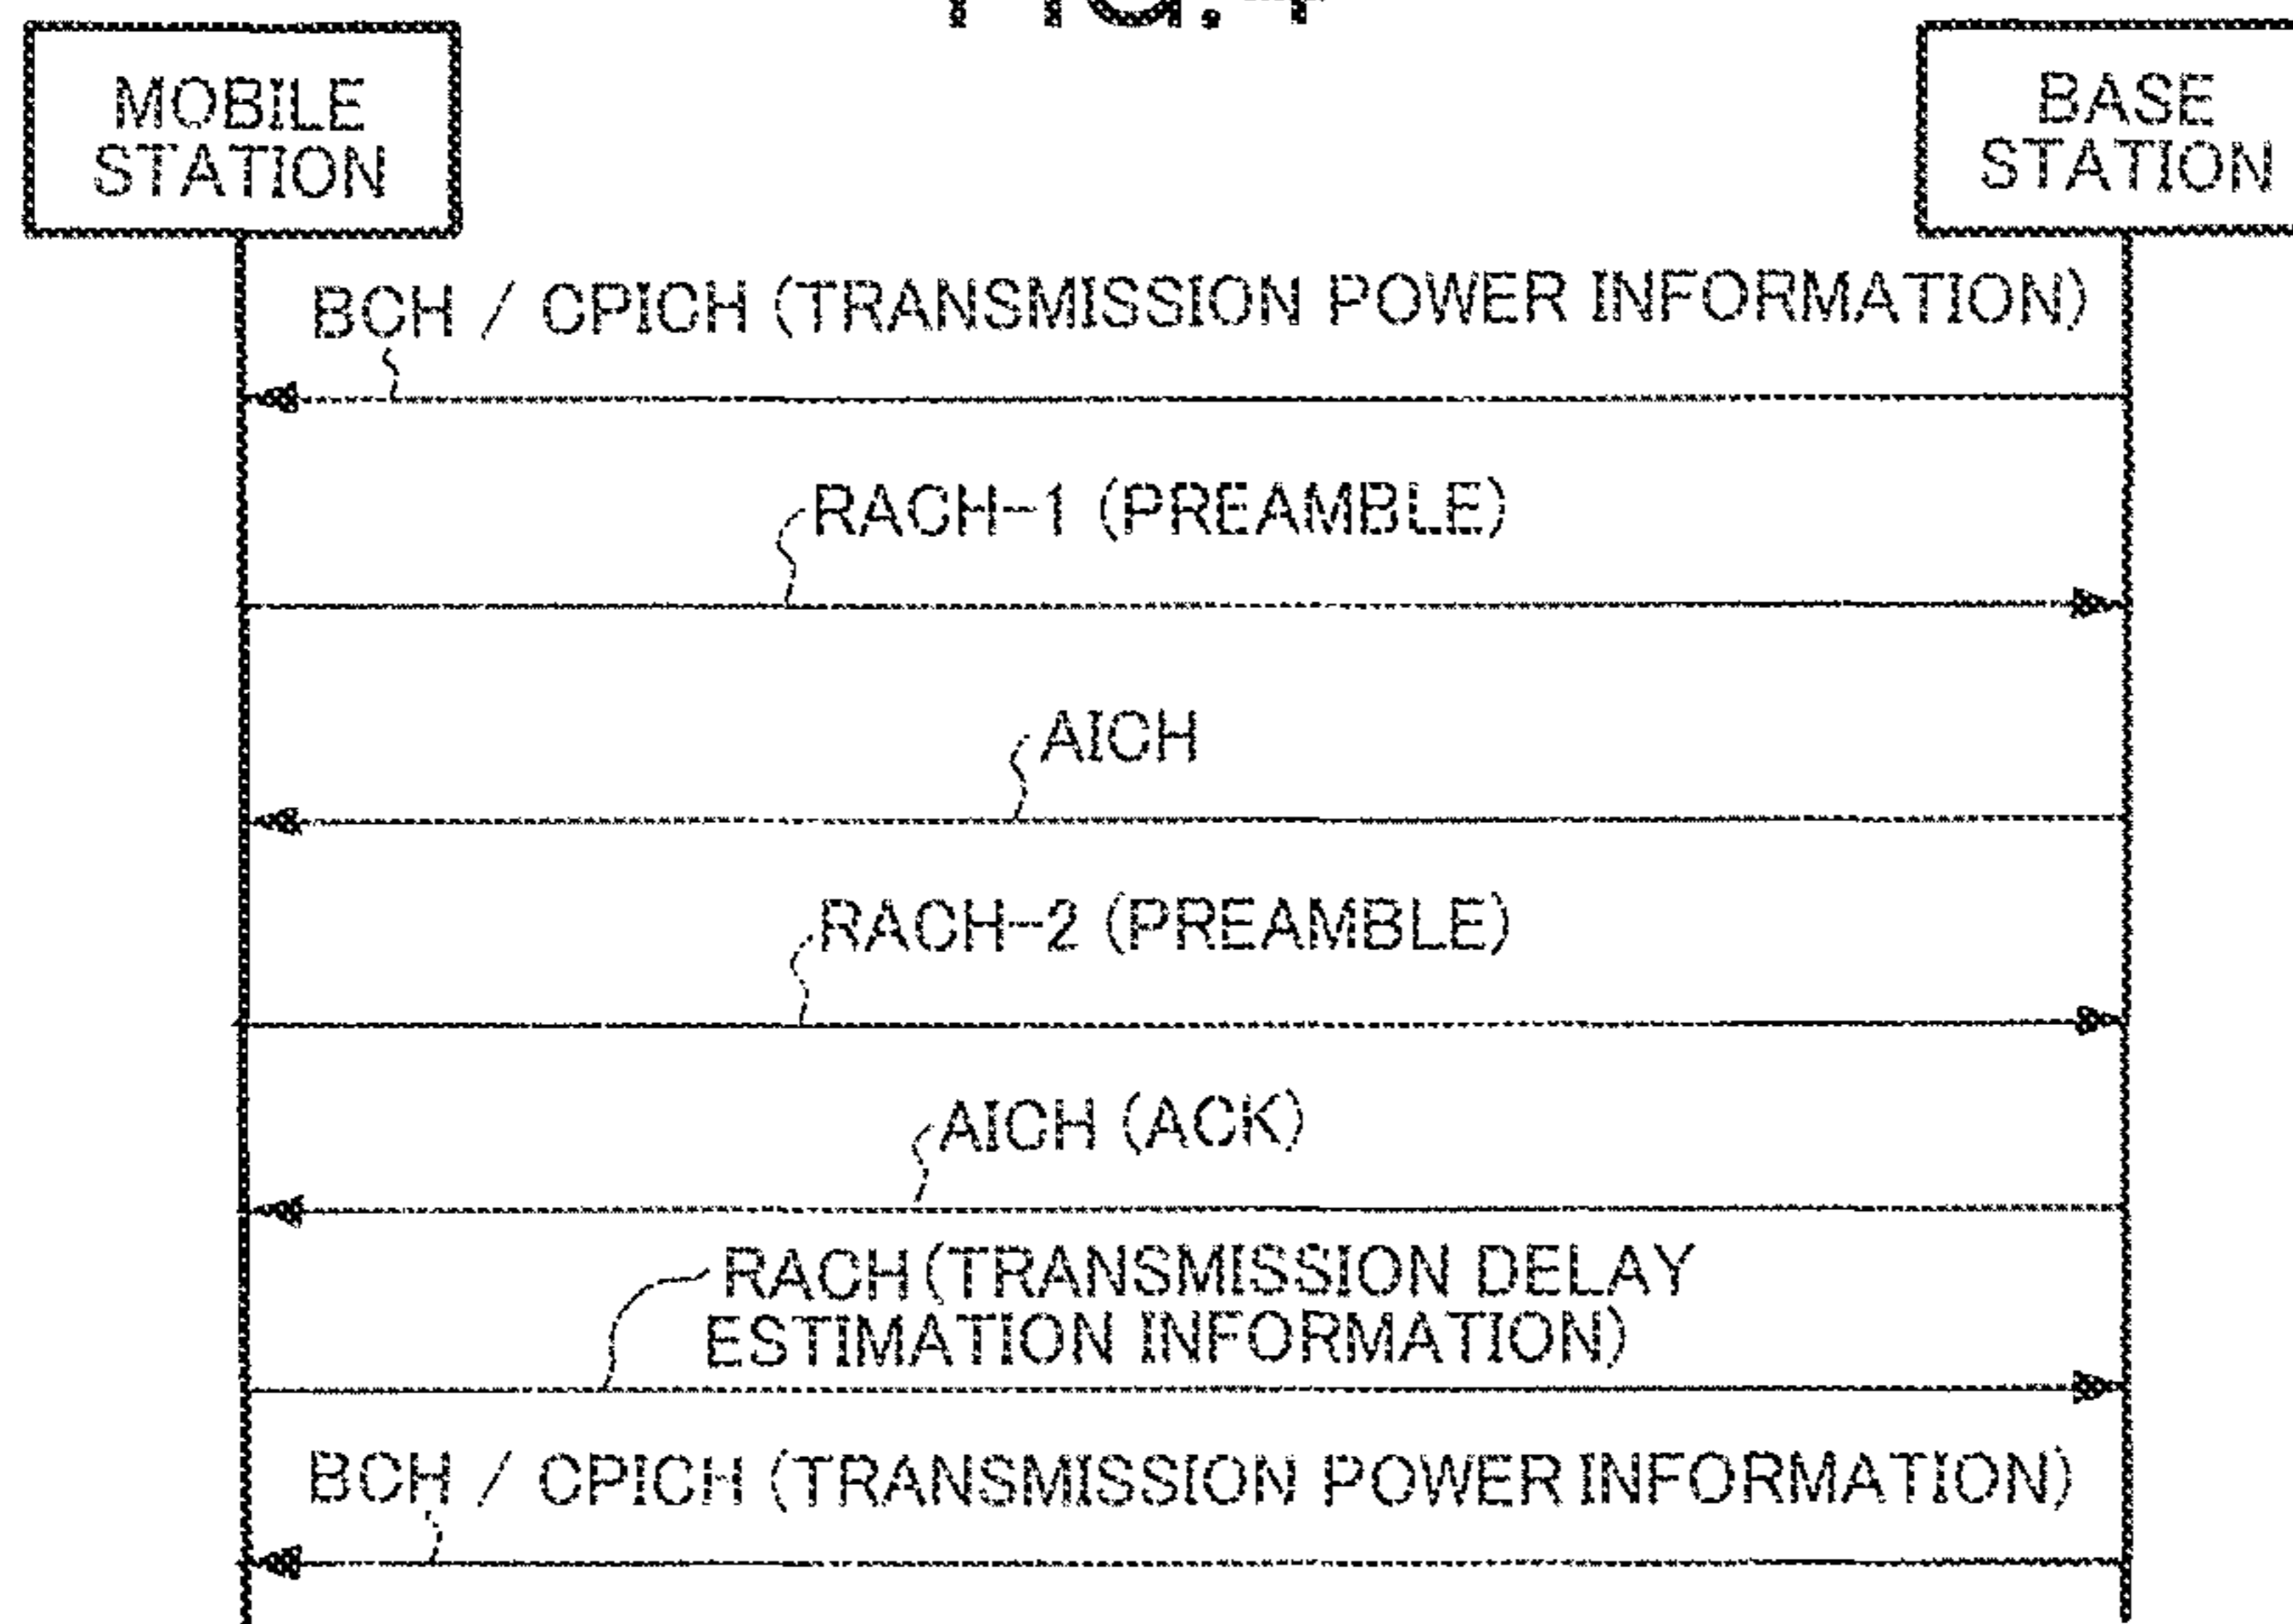 MOBILE
STATION
BASE
STATION
BCH / CPICH (TRANSMISSION POWER INFORMATION)
RACH-1 (PREAMBLE)
AICH
RACH-2 (PREAMBLE)
AICH (ACK)
RACH (TRANSMISSION DELAY
ESTIMATION INFORMATION)
BCH / CPICH (TRANSMISSION POWER INFORMATION)